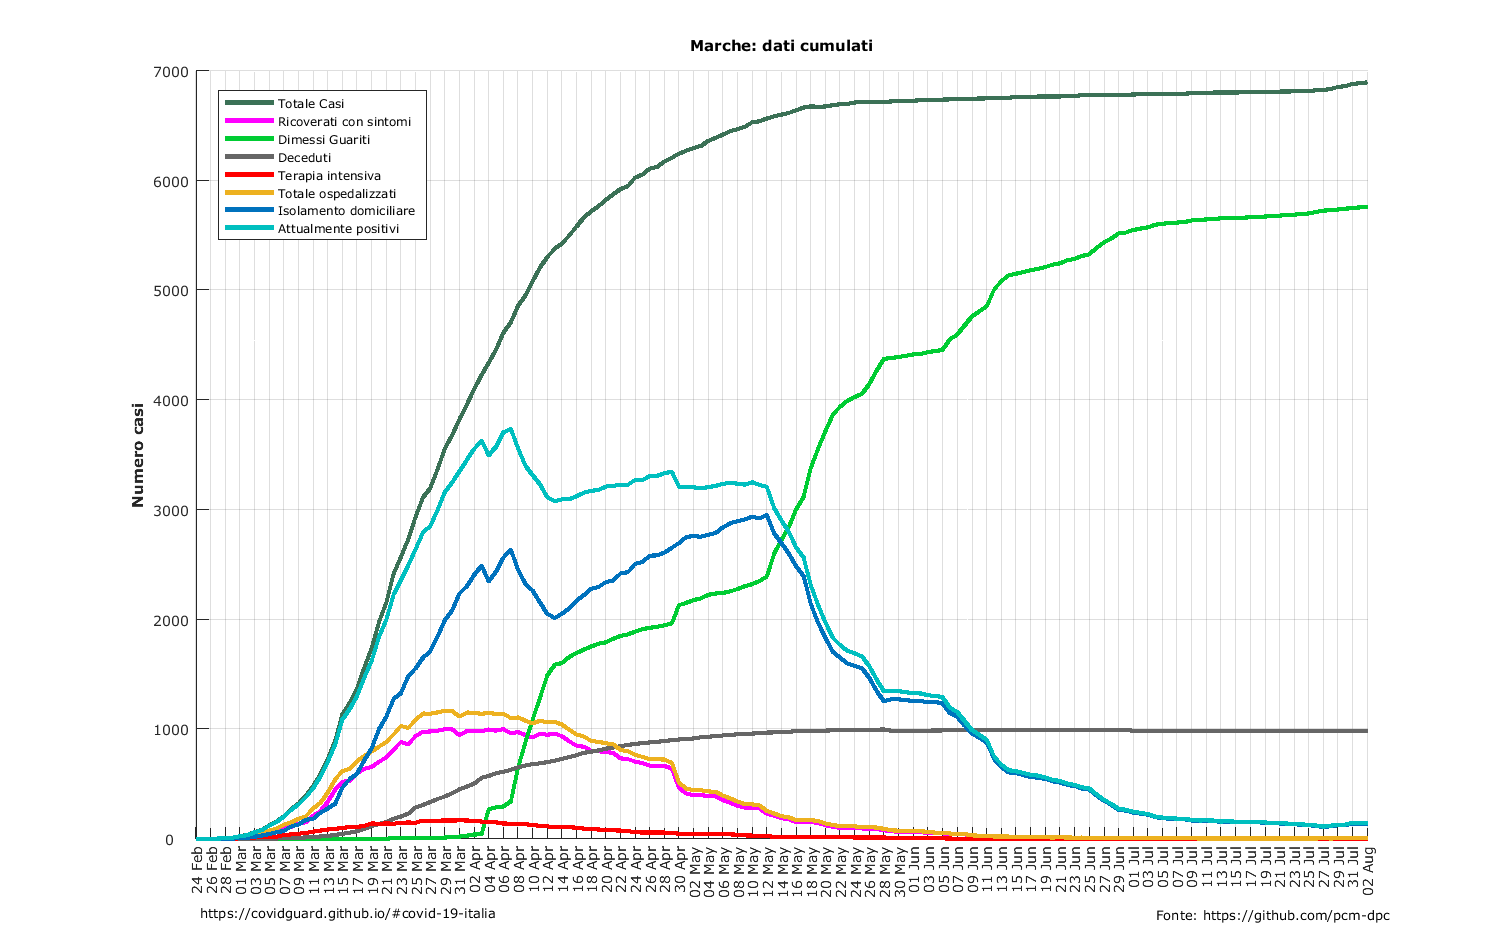 Marche: dati cumulati
7000
6000
5000
4000
3000
2000
1000
0
Numero casi
Totale Casi
Ricoverati con sintomi
Dimessi Guariti
Deceduti
Terapia intensiva
Totale ospedalizzati
Isolamento domiciliare
Attualmente positivi
24 Feb
26 Feb
28 Feb
01 Mar
03 Mar
05 Mar
07 Mar
09 Mar
11 Mar
13 Mar
15 Mar
17 Mar
19 Mar
21 Mar
23 Mar
25 Mar
27 Mar
29 Mar
31 Mar
02 Apr
04 Apr
06 Apr
08 Apr
10 Apr
12 Apr
14 Apr
16 Apr
18 Apr
20 Apr
22 Apr
24 Apr
26 Apr
28 Apr
30 Apr
02 May
04 May
06 May
08 May
10 May
12 May
14 May
16 May
18 May
20 May
22 May
24 May
26 May
28 May
30 May
01 Jun
03 Jun
05 Jun
07 Jun
09 Jun
11 Jun
13 Jun
15 Jun
17 Jun
19 Jun
21 Jun
23 Jun
25 Jun
27 Jun
29 Jun
01 Jul
03 Jul
05 Jul
07 Jul
09 Jul
11 Jul
13 Jul
15 Jul
17 Jul
19 Jul
21 Jul
23 Jul
25 Jul
27 Jul
29 Jul
31 Jul
02 Aug
https://covidguard.github.io/#covid-19-italia
Fonte: https://github.com/pcm-dpc